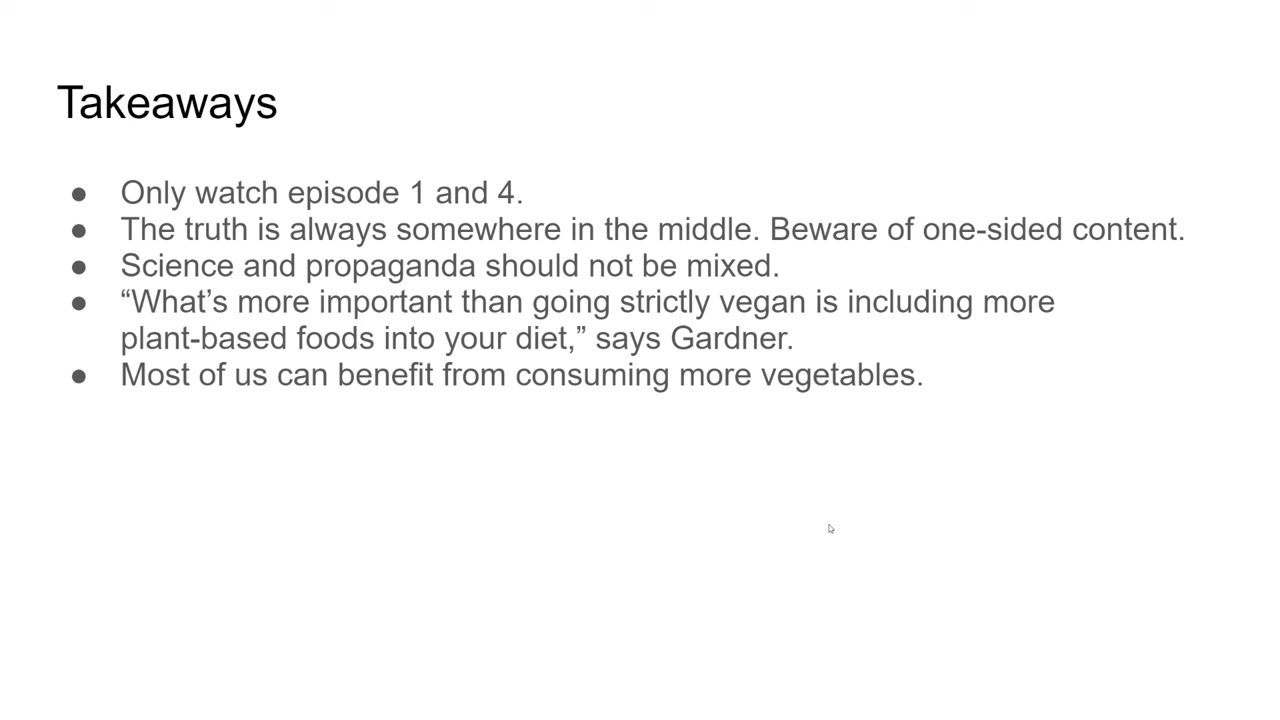 Takeaways
● Only watch episode 1 and 4.
● The truth is always somewhere in the middle. Beware of one-sided content.
● Science and propaganda should not be mixed.
● “What’s more important than going strictly vegan is including more
plant-based foods into your diet,” says Gardner.
● Most of us can benefit from consuming more vegetables.